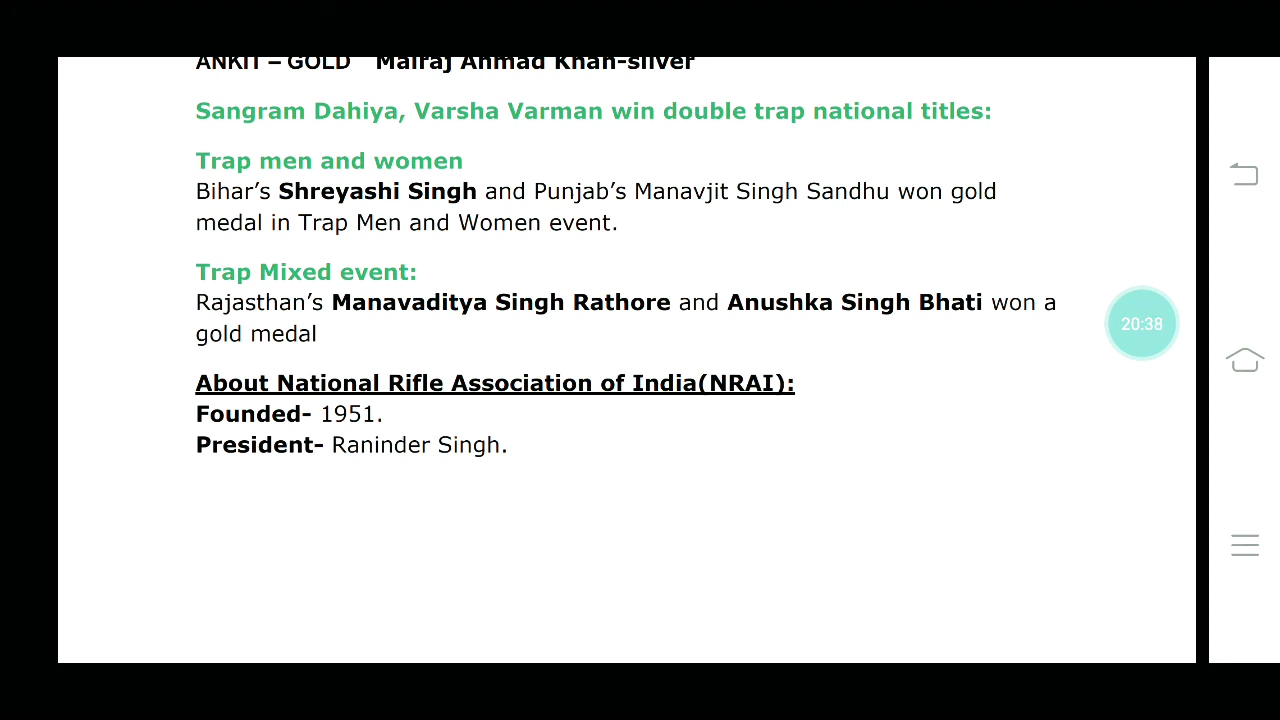 ANKIT – GOLD Mairaj Ahmad Khan-silver
Sangram Dahiya, Varsha Varman win double trap national titles:
Trap men and women
Bihar’s Shreyashi Singh and Punjab’s Manavjit Singh Sandhu won gold
medal in Trap Men and Women event.
Trap Mixed event:
Rajasthan’s Manavaditya Singh Rathore and Anushka Singh Bhati won a
gold medal
20:38
About National Rifle Association of India(NRAI):
Founded- 1951.
President- Raninder Singh.